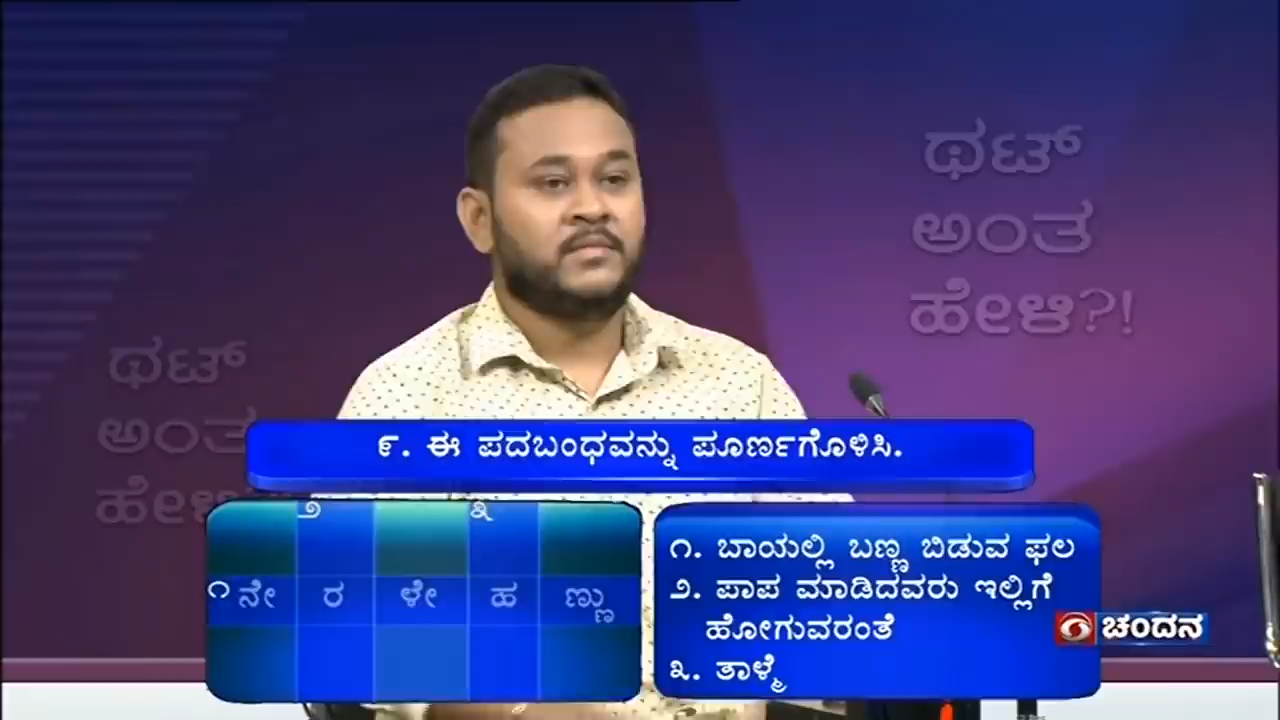 ಥಟ್
ಅಂತ
ಹೇಳಿ?!
ಥಟ್
ಅಂತ
ಹೇಳಿ
೯. ಈ ಪದಬಂಧವನ್ನು ಪೂರ್ಣಗೊಳಿಸಿ.
೨ ೩
೧ ನೇ ರ ಳೇ ಹ ಣ್ಣು
೧. ಬಾಯಲ್ಲಿ ಬಣ್ಣ ಬಿಡುವ ಫಲ
೨. ಪಾಪ ಮಾಡಿದವರು ಇಲ್ಲಿಗೆ
ಹೋಗುವರಂತೆ
೩. ತಾಳ್ಮೆ
ಚಂದನ